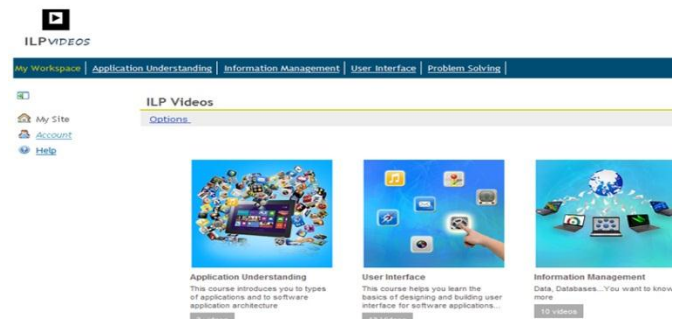 ILPVIDEOS
My Workspace | Application Understanding | Information Management | User Interface | Problem Solving |
ILP Videos
My Site
Options
Account
Help
Application Understanding
This course introduces you to types
of applications and to software
application architecture
User Interface
This course helps you learn the
basics of designing and building user
interface for software applications...
Information Management
Data, Databases...You want to know
more
10 videos